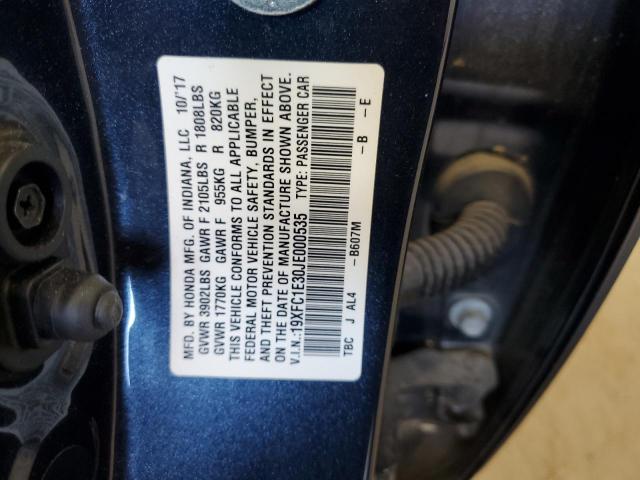 MFD. BY HONDA MFG. OF INDIANA, LLC 10/'17
GVWR 3902LBS GAWR F 2105LBS R 1808LBS
GVWR 1770KG GAWR F 955KG R 820KG
THIS VEHICLE CONFORMS TO ALL APPLICABLE
FEDERAL MOTOR VEHICLE SAFETY, BUMPER,
AND THEFT PREVENTION STANDARDS IN EFFECT
ON THE DATE OF MANUFACTURE SHOWN ABOVE.
V.I.N.:19XFC1E30JE000535 TYPE: PASSENGER CAR
TBC J AL4 -B607M -B -E